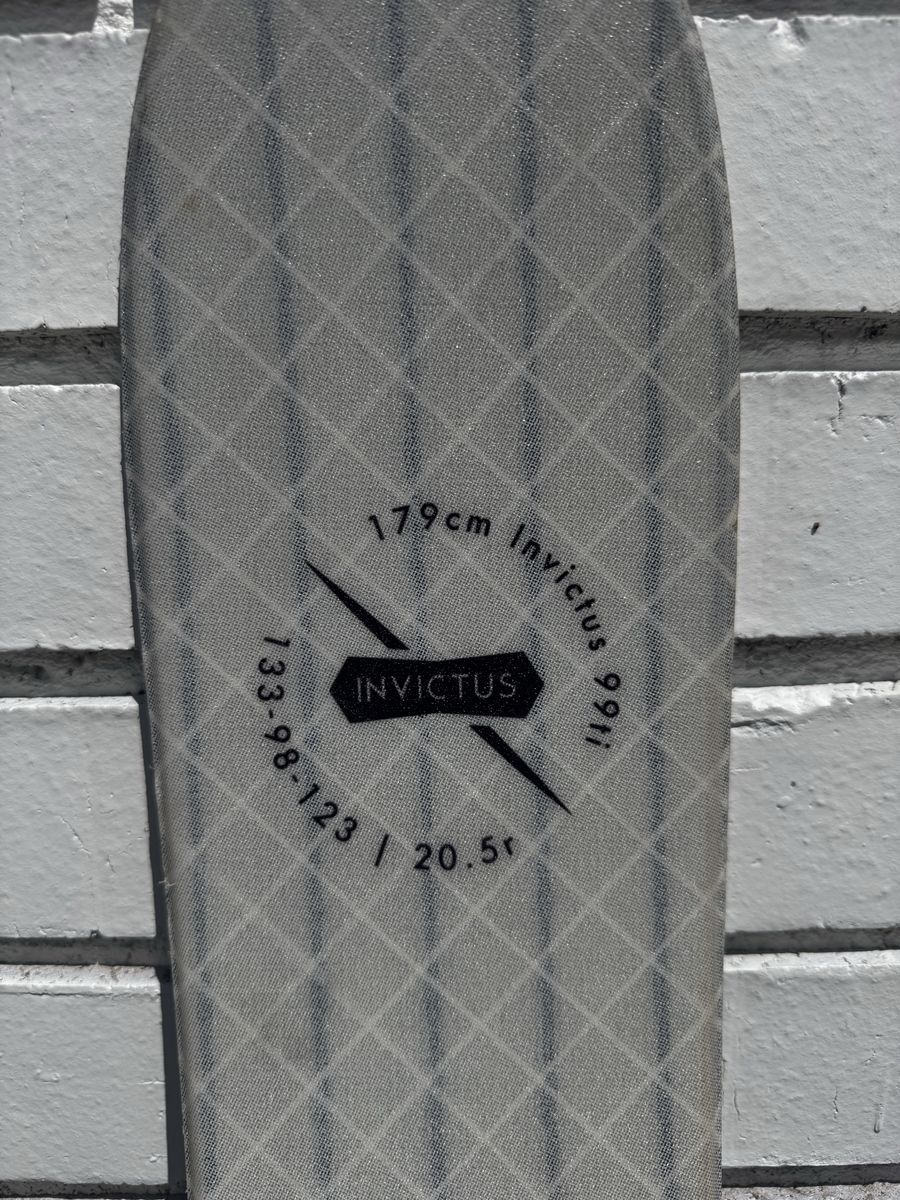 179cm Invictus 99ti
INVICTUS
133-98-123 | 20.5r